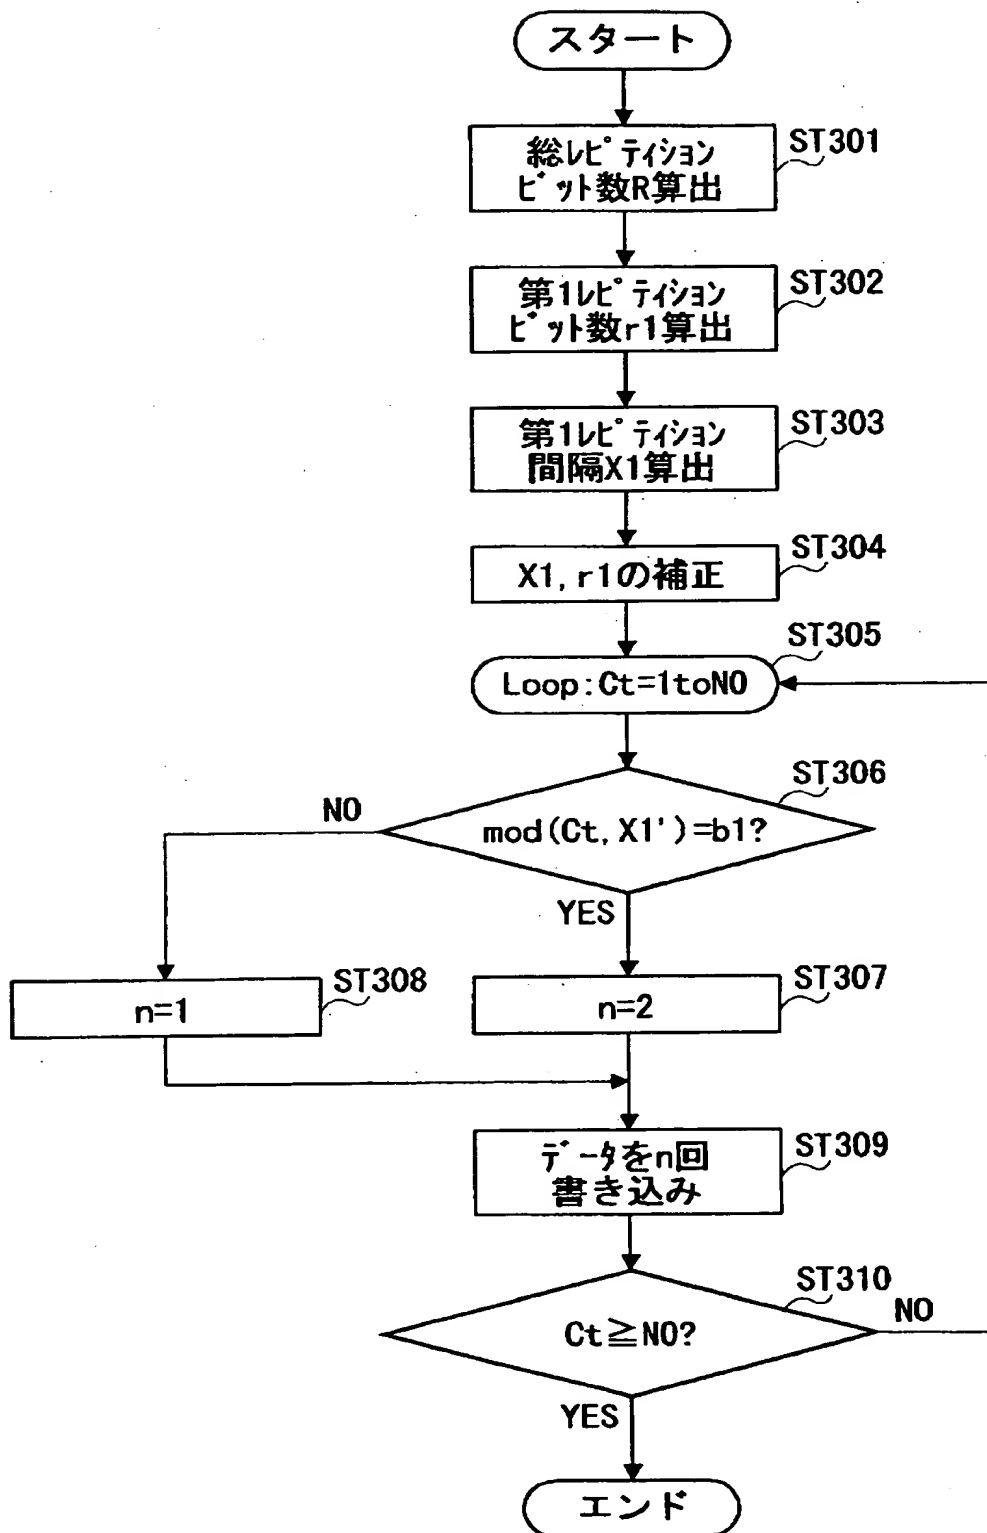 スタート
ST301
総ﾚﾋﾟﾃｨｼｮﾝ
ﾋﾞｯﾄ数R算出
ST302
第1ﾚﾋﾟﾃｨｼｮﾝ
ﾋﾞｯﾄ数r1算出
ST303
第1ﾚﾋﾟﾃｨｼｮﾝ
間隔X1算出
ST304
X1,r1の補正
ST305
Loop:Ct=1toN0
ST306
mod(Ct,X1')=b1?
NO
YES
ST308
n=1
ST307
n=2
ST309
ﾃﾞｰﾀをn回
書き込み
ST310
Ct≧N0?
NO
YES
エンド